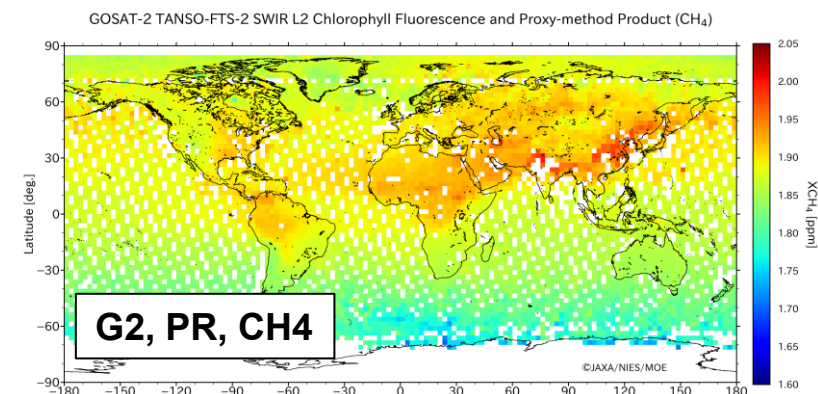 GOSAT-2 TANSO-FTS-2 SWIR L2 Chlorophyll Fluorescence and Proxy-method Product (CH₄)
90
60
30
0
−30
−60
−90
Latitude [deg.]
−180 −150 −120 −90 −60 −30 0 30 60 90 120 150 180
G2, PR, CH4
©JAXA/NIES/MOE
2.05
2.00
1.95
1.90
1.85
1.80
1.75
1.70
1.65
1.60
XCH₄ [ppm]